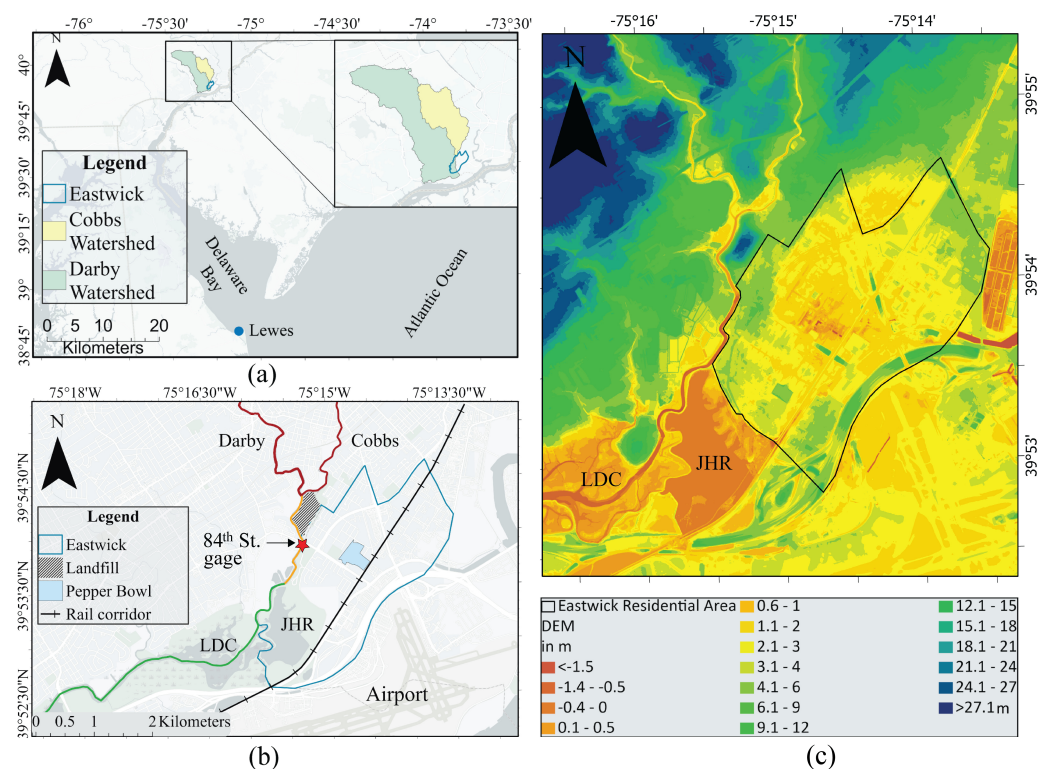 -76°
-75°30'
-75°
-74°30'
-74°
-73°30'
N
40°
39°45'
39°30'
39°15'
39°
38°45'
Legend
Eastwick
Cobbs
Watershed
Darby
Watershed
0 5 10 20
Kilometers
Delaware
Bay
Lewes
Atlantic Ocean
(a)
75°18'W
75°16'30"W
75°15'W
75°13'30"W
N
39°54'30"N
39°53'30"N
39°52'30"N
Darby
Cobbs
Legend
Eastwick
Landfill
Pepper Bowl
Rail corridor
84th St.
gage
LDC
JHR
Airport
0 0.5 1 2 Kilometers
(b)
-75°16'
-75°15'
-75°14'
N
39°55'
39°54'
39°53'
LDC
JHR
Eastwick Residential Area
DEM
in m
<-1.5
-1.4 - -0.5
-0.4 - 0
0.1 - 0.5
0.6 - 1
1.1 - 2
2.1 - 3
3.1 - 4
4.1 - 6
6.1 - 9
9.1 - 12
12.1 - 15
15.1 - 18
18.1 - 21
21.1 - 24
24.1 - 27
>27.1m
(c)